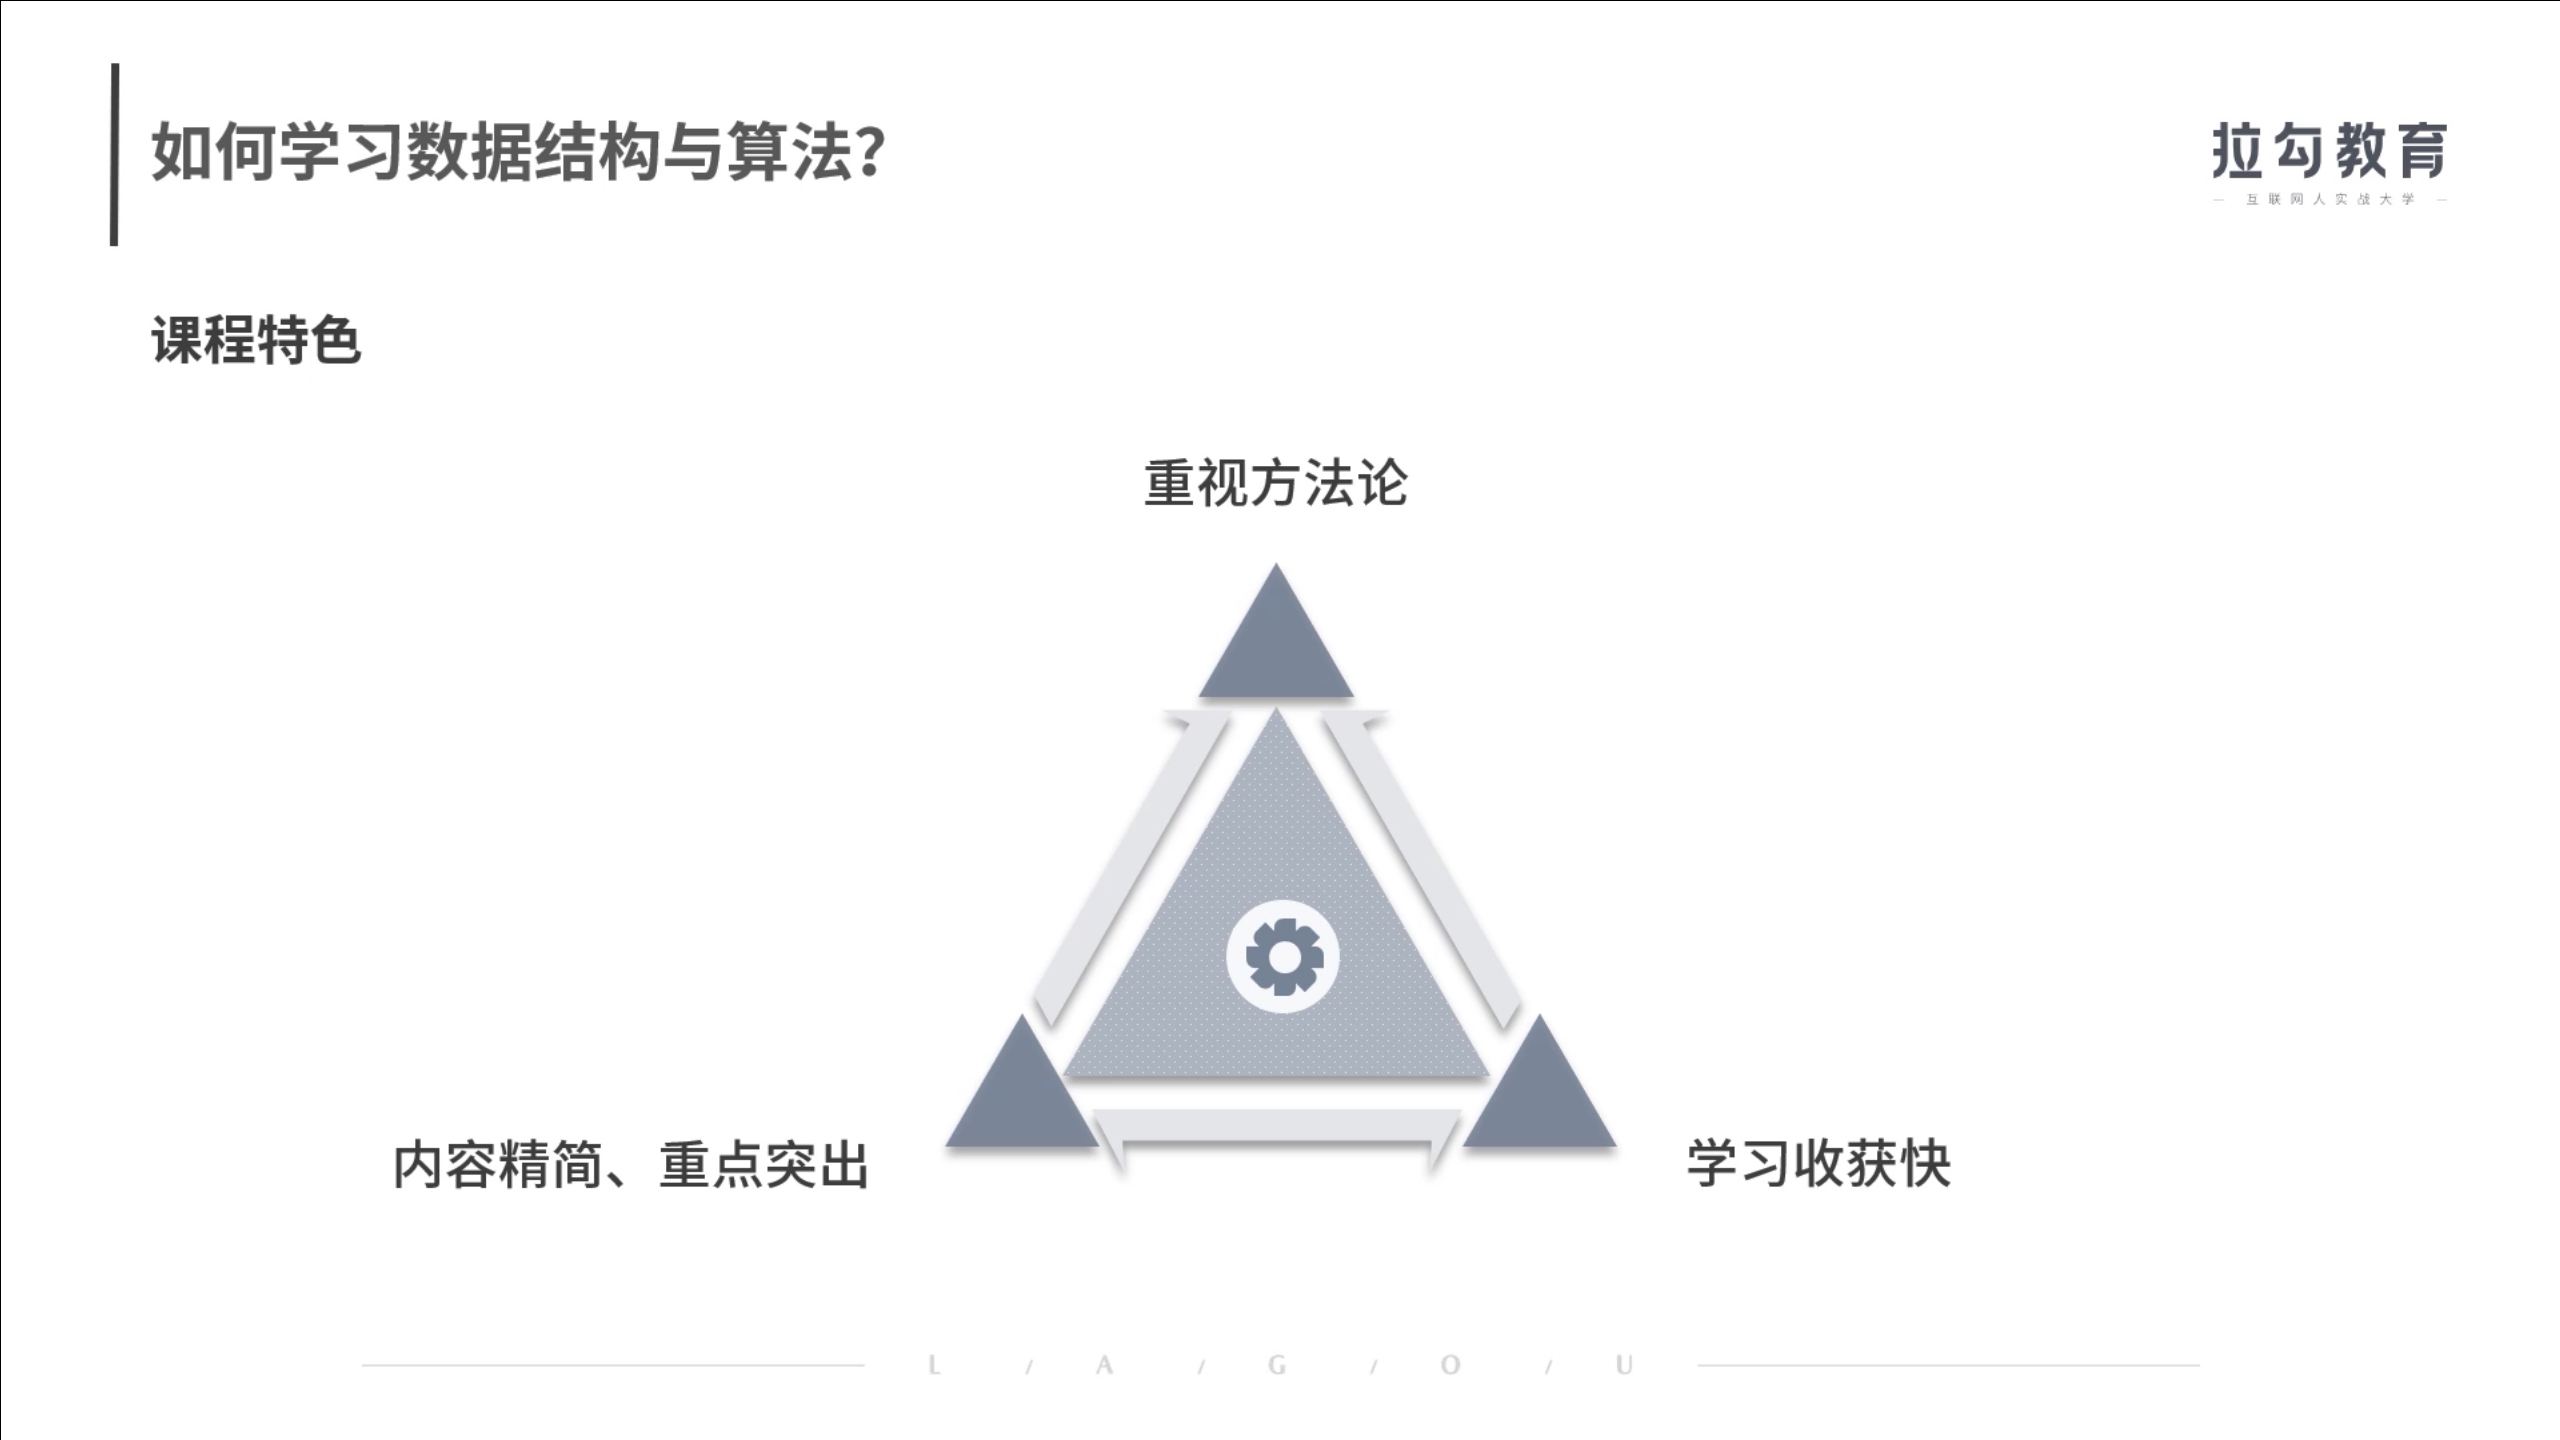 如何学习数据结构与算法？
拉勾教育
— 互联网人实战大学 —
课程特色
重视方法论
内容精简、重点突出
学习收获快
L / A / G / O / U